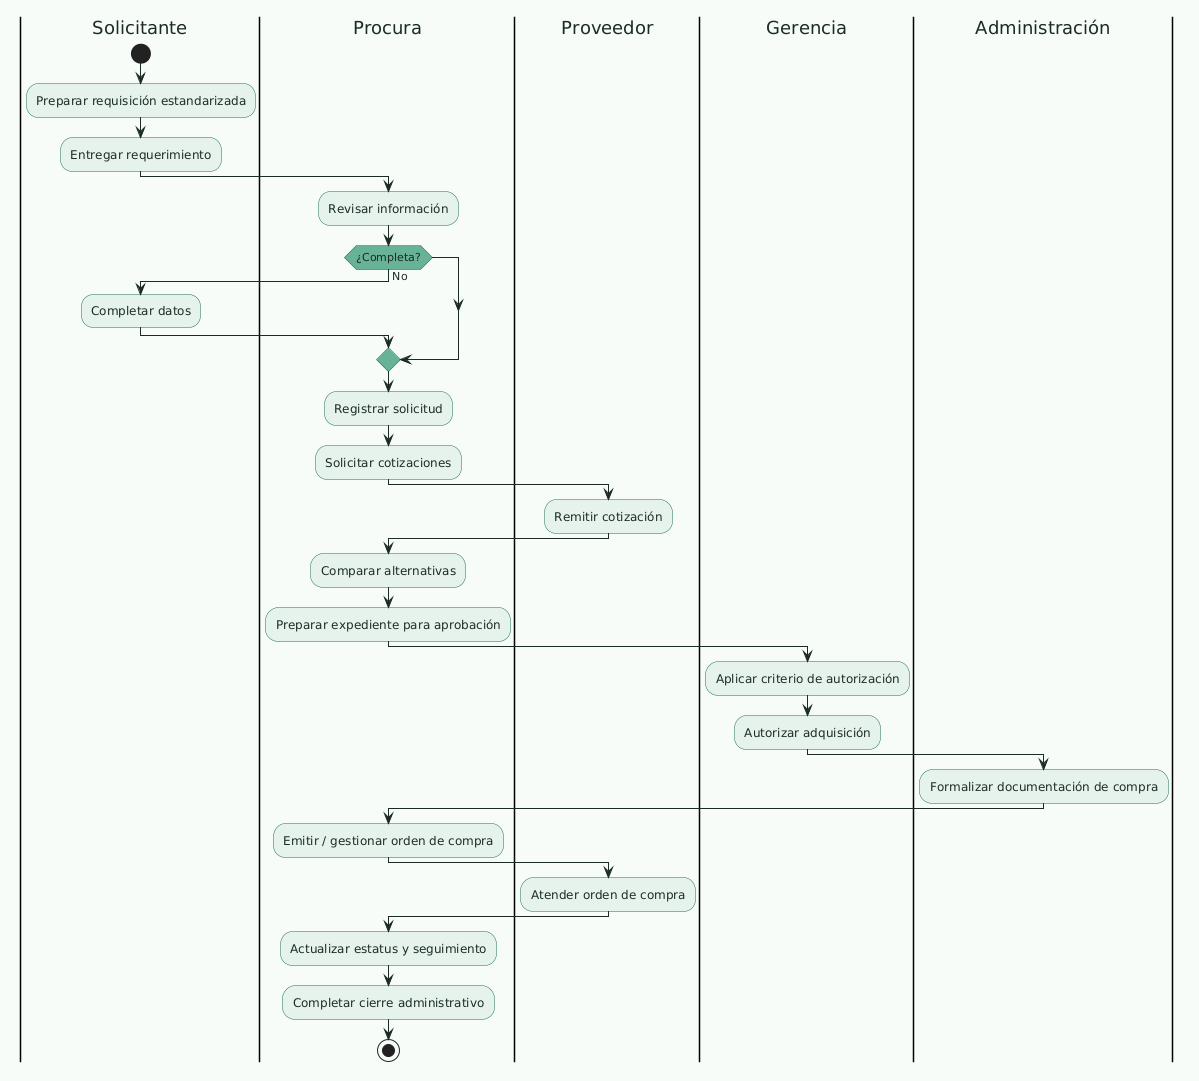 Solicitante
Procura
Proveedor
Gerencia
Administración
Preparar requisición estandarizada
Entregar requerimiento
Revisar información
¿Completa?
No
Completar datos
Registrar solicitud
Solicitar cotizaciones
Remitir cotización
Comparar alternativas
Preparar expediente para aprobación
Aplicar criterio de autorización
Autorizar adquisición
Formalizar documentación de compra
Emitir / gestionar orden de compra
Atender orden de compra
Actualizar estatus y seguimiento
Completar cierre administrativo